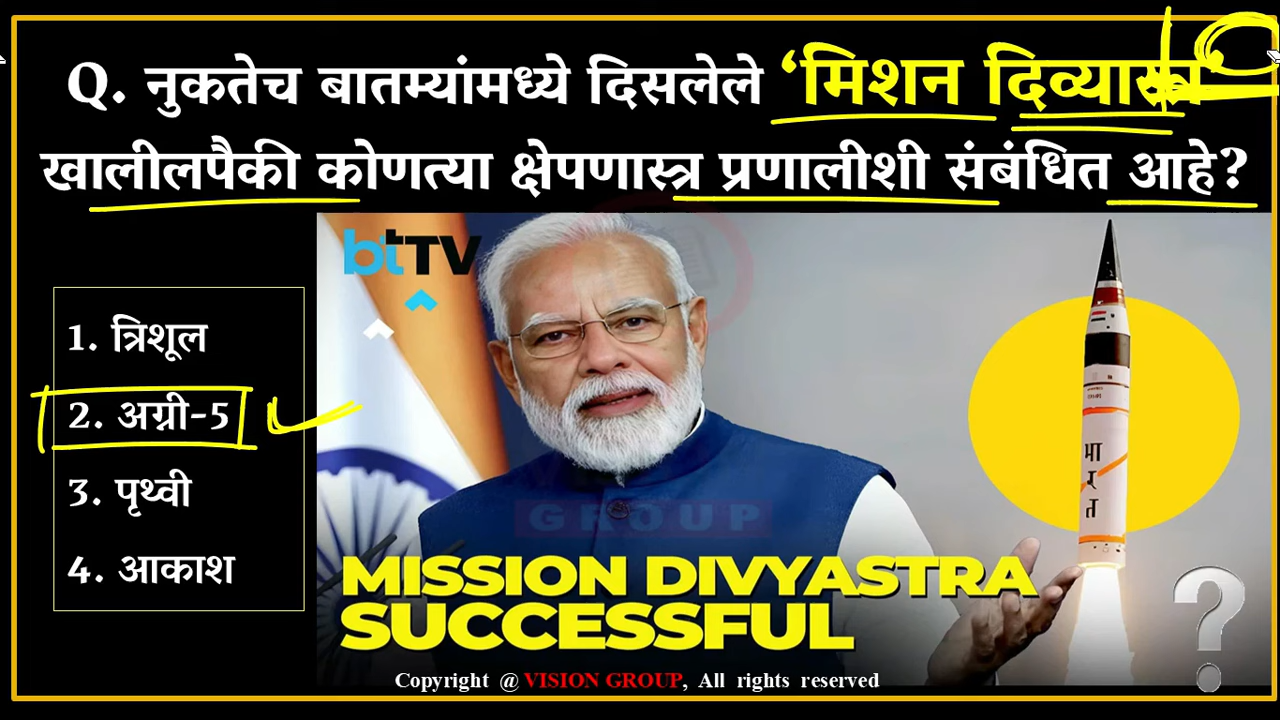 Q. नुकतेच बातम्यांमध्ये दिसलेले ‘मिशन दिव्यास्त्र’
खालीलपैकी कोणत्या क्षेपणास्त्र प्रणालीशी संबंधित आहे?
btTV
1. त्रिशूल
2. अग्नी-5
3. पृथ्वी
4. आकाश
भारत
GROUP
MISSION DIVYASTRA
SUCCESSFUL
?
Copyright @ VISION GROUP, All rights reserved